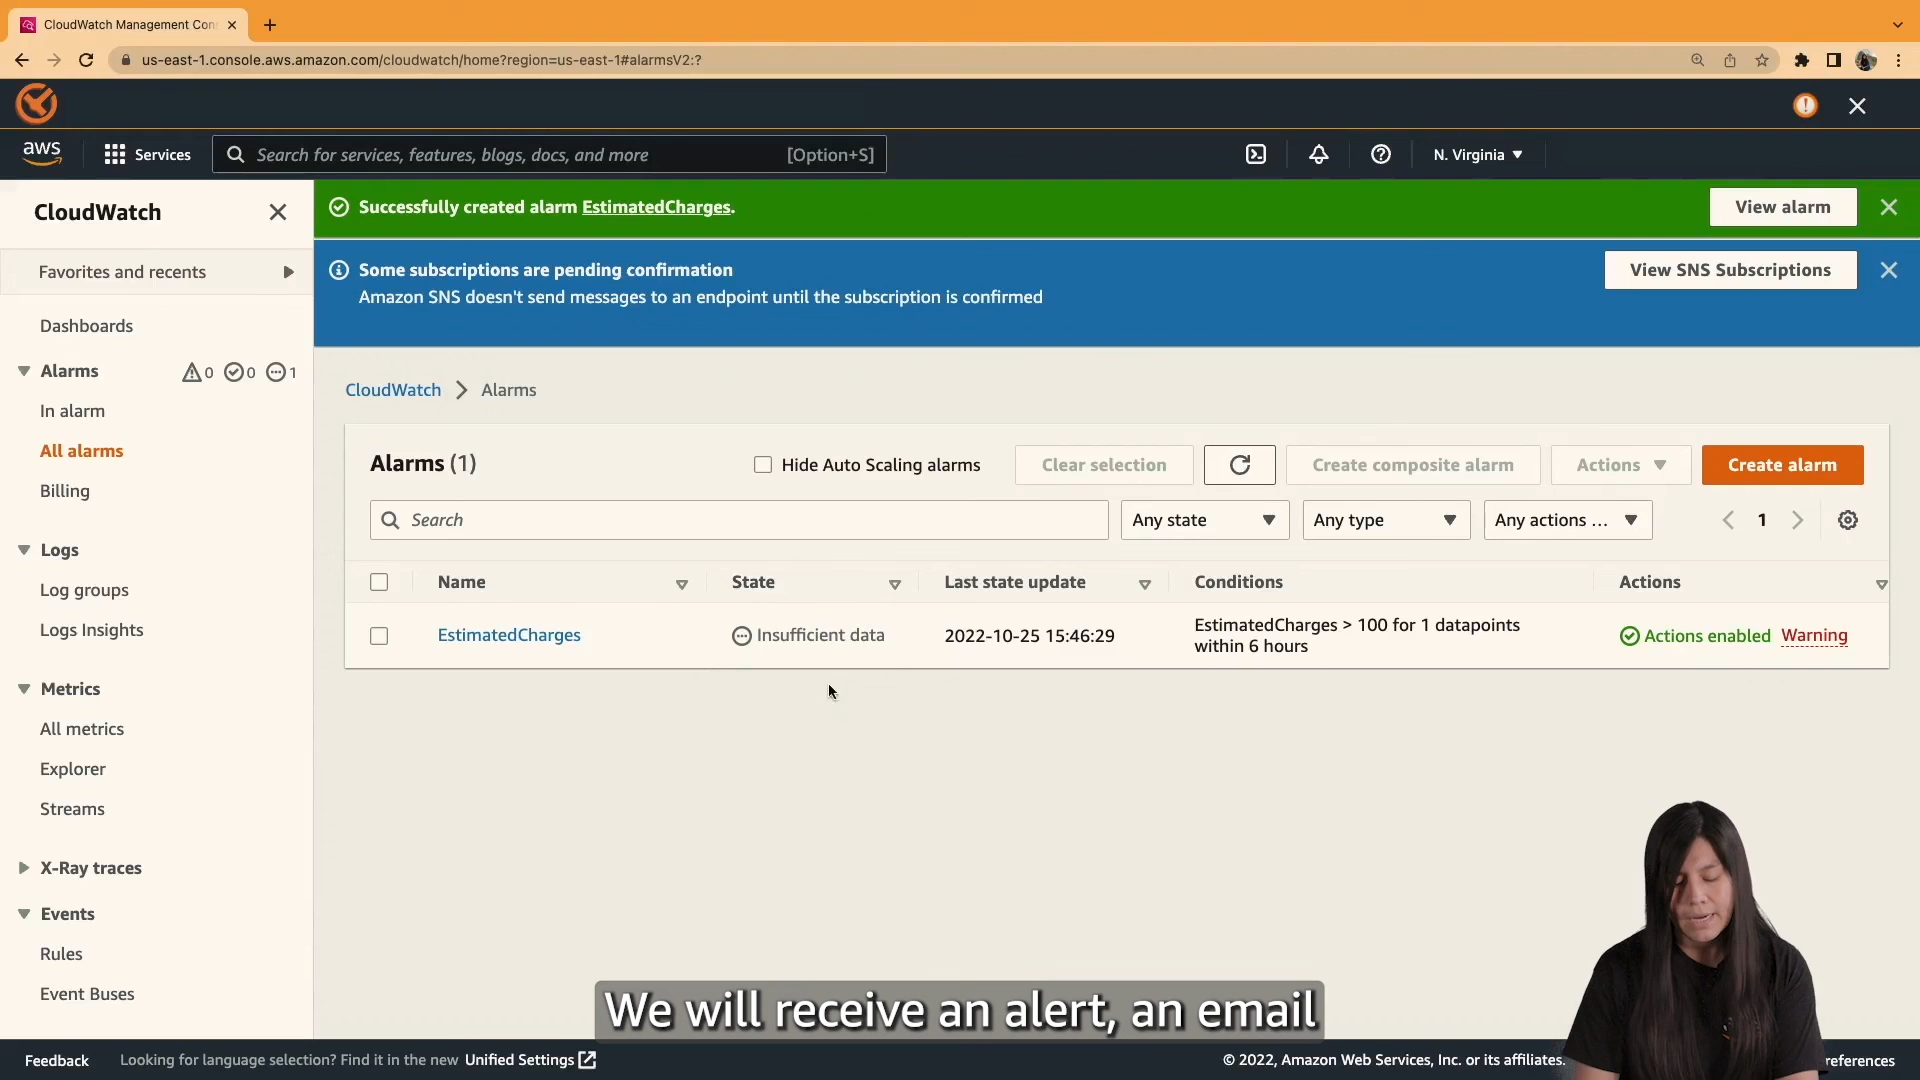 CloudWatch Management Con
us-east-1.console.aws.amazon.com/cloudwatch/home?region=us-east-1#alarmsV2:?
aws
Services
Search for services, features, blogs, docs, and more
[Option+S]
N. Virginia
CloudWatch
Successfully created alarm EstimatedCharges.
View alarm
Some subscriptions are pending confirmation
Amazon SNS doesn't send messages to an endpoint until the subscription is confirmed
View SNS Subscriptions
Favorites and recents
Dashboards
Alarms
0
0
1
In alarm
All alarms
Billing
Logs
Log groups
Logs Insights
Metrics
All metrics
Explorer
Streams
X-Ray traces
Events
Rules
Event Buses
CloudWatch
Alarms
Alarms (1)
Hide Auto Scaling alarms
Clear selection
Create composite alarm
Actions
Create alarm
Search
Any state
Any type
Any actions ...
1
Name
State
Last state update
Conditions
Actions
EstimatedCharges
Insufficient data
2022-10-25 15:46:29
EstimatedCharges > 100 for 1 datapoints
within 6 hours
Actions enabled
Warning
We will receive an alert, an email
Feedback
Looking for language selection? Find it in the new Unified Settings
© 2022, Amazon Web Services, Inc. or its affiliates.
references